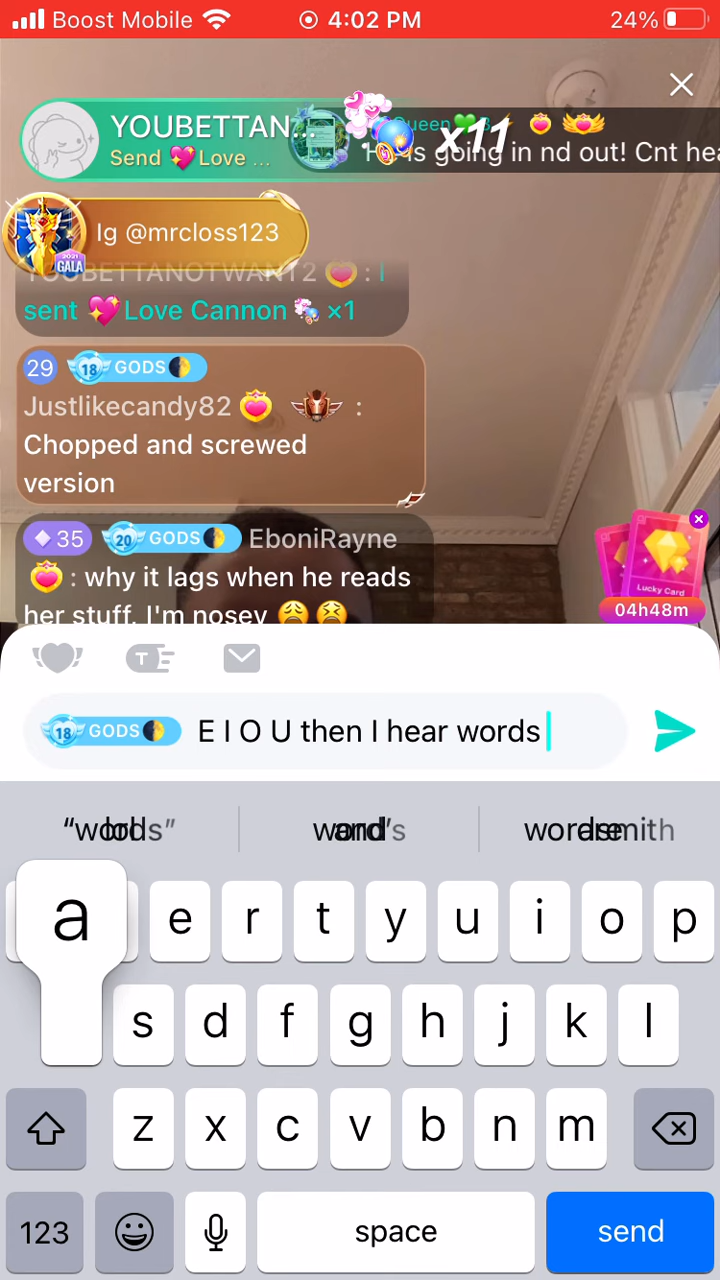 Boost Mobile 4:02 PM 24%
YOUBETTAN...
Send 💖Love ...
Queen💚
x11
is going in nd out! Cnt hea
Ig @mrcloss123
2021
GALA
YOUBETTANOTWANT2 : I
sent 💖Love Cannon ×1
29 18 GODS🌗
Justlikecandy82 :
Chopped and screwed
version
35 20 GODS🌗 EboniRayne
: why it lags when he reads
her stuff. I'm nosey 😩😫
Lucky Card
04h48m
T
18 GODS🌗 E I O U then I hear words
a e r t y u i o p
s d f g h j k l
z x c v b n m
123 space send